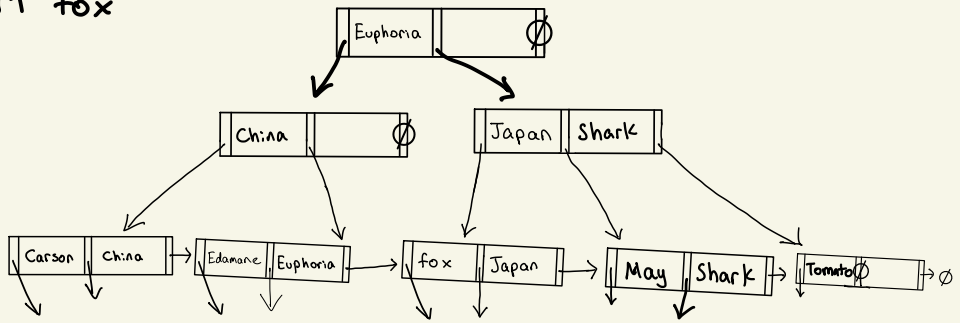 fox
Euphoria Ø
China Ø
Japan Shark
Carson China
Edamame Euphoria
fox Japan
May Shark
Tomato Ø
Ø